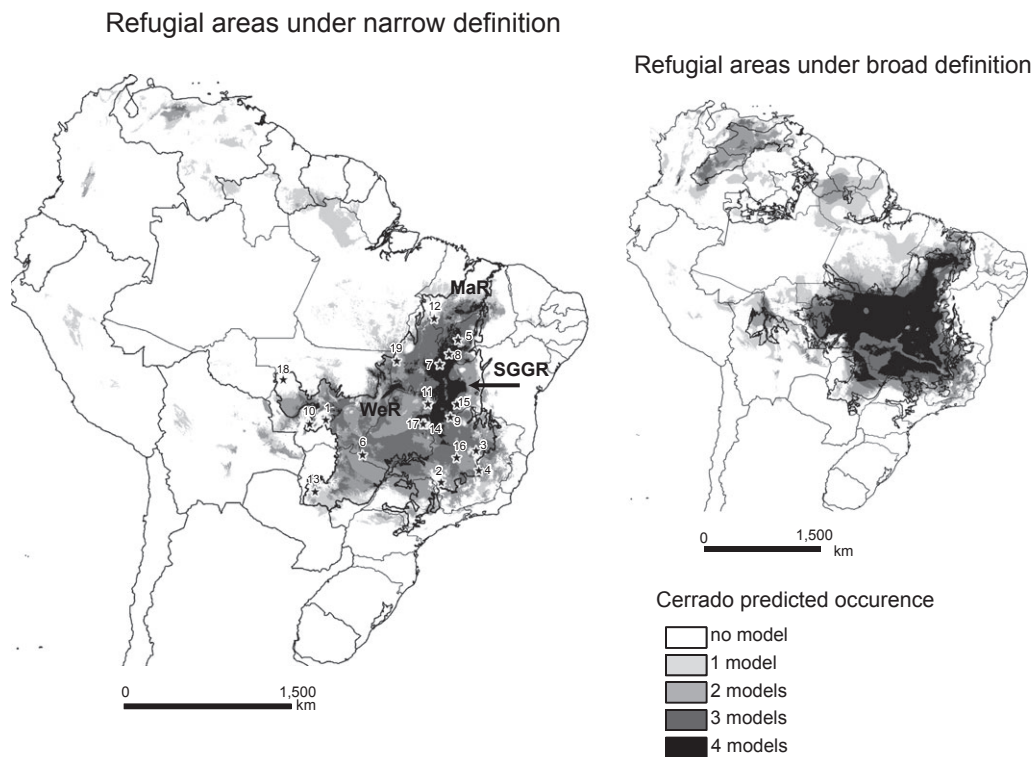 Refugial areas under narrow definition
MaR
12
5
8
7
19
SGGR
18
11
15
WeR
10
1
9
17
14
6
16
3
2
4
13
0 1,500
km
Refugial areas under broad definition
0 1,500
km
Cerrado predicted occurence
no model
1 model
2 models
3 models
4 models